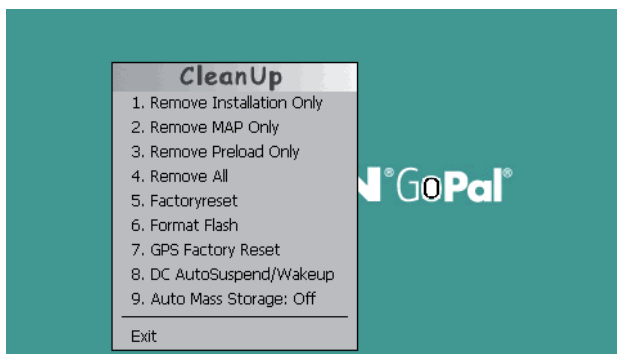 CleanUp
1. Remove Installation Only
2. Remove MAP Only
3. Remove Preload Only
4. Remove All
5. Factoryreset
6. Format Flash
7. GPS Factory Reset
8. DC AutoSuspend/Wakeup
9. Auto Mass Storage: Off
Exit
N®GoPal®